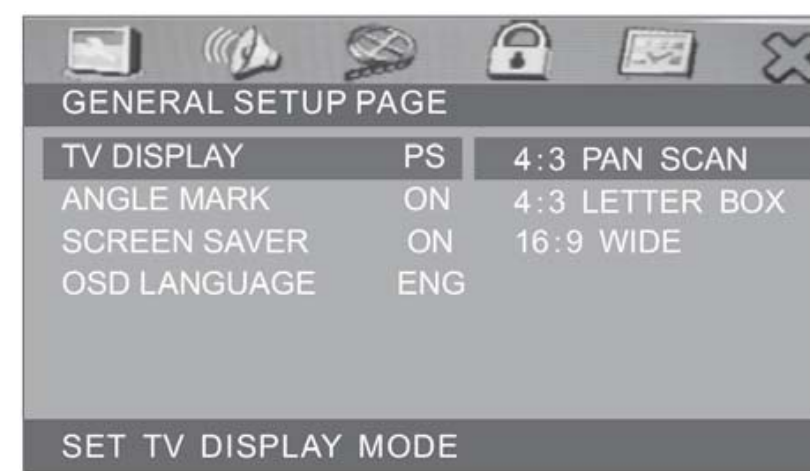 GENERAL SETUP PAGE
TV DISPLAY PS 4:3 PAN SCAN
ANGLE MARK ON 4:3 LETTER BOX
SCREEN SAVER ON 16:9 WIDE
OSD LANGUAGE ENG
SET TV DISPLAY MODE